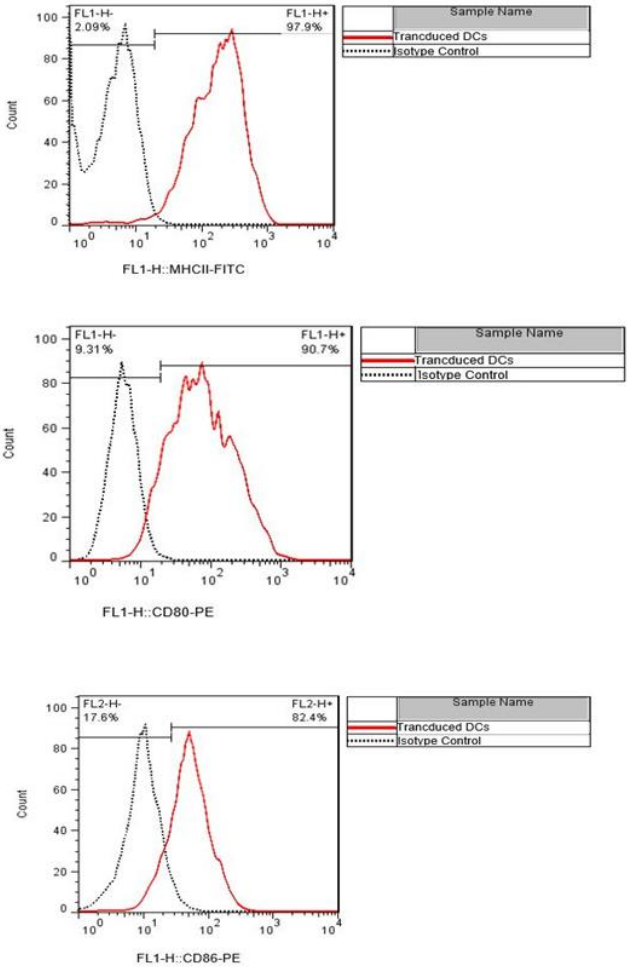 FL1-H- FL1-H+
2.09% 97.9%
100
80
60
40
20
0
Count
10^0 10^1 10^2 10^3 10^4
FL1-H::MHCII-FITC
Sample Name
Trancduced DCs
Isotype Control
FL1-H- FL1-H+
9.31% 90.7%
100
80
60
40
20
0
Count
10^0 10^1 10^2 10^3 10^4
FL1-H::CD80-PE
Sample Name
Trancduced DCs
Isotype Control
FL2-H- FL2-H+
17.6% 82.4%
100
80
60
40
20
0
Count
10^0 10^1 10^2 10^3 10^4
FL1-H::CD86-PE
Sample Name
Trancduced DCs
Isotype Control